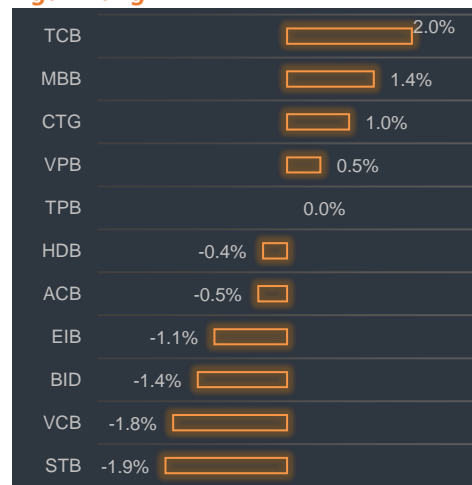 TCB 2.0%
MBB 1.4%
CTG 1.0%
VPB 0.5%
TPB 0.0%
HDB -0.4%
ACB -0.5%
EIB -1.1%
BID -1.4%
VCB -1.8%
STB -1.9%